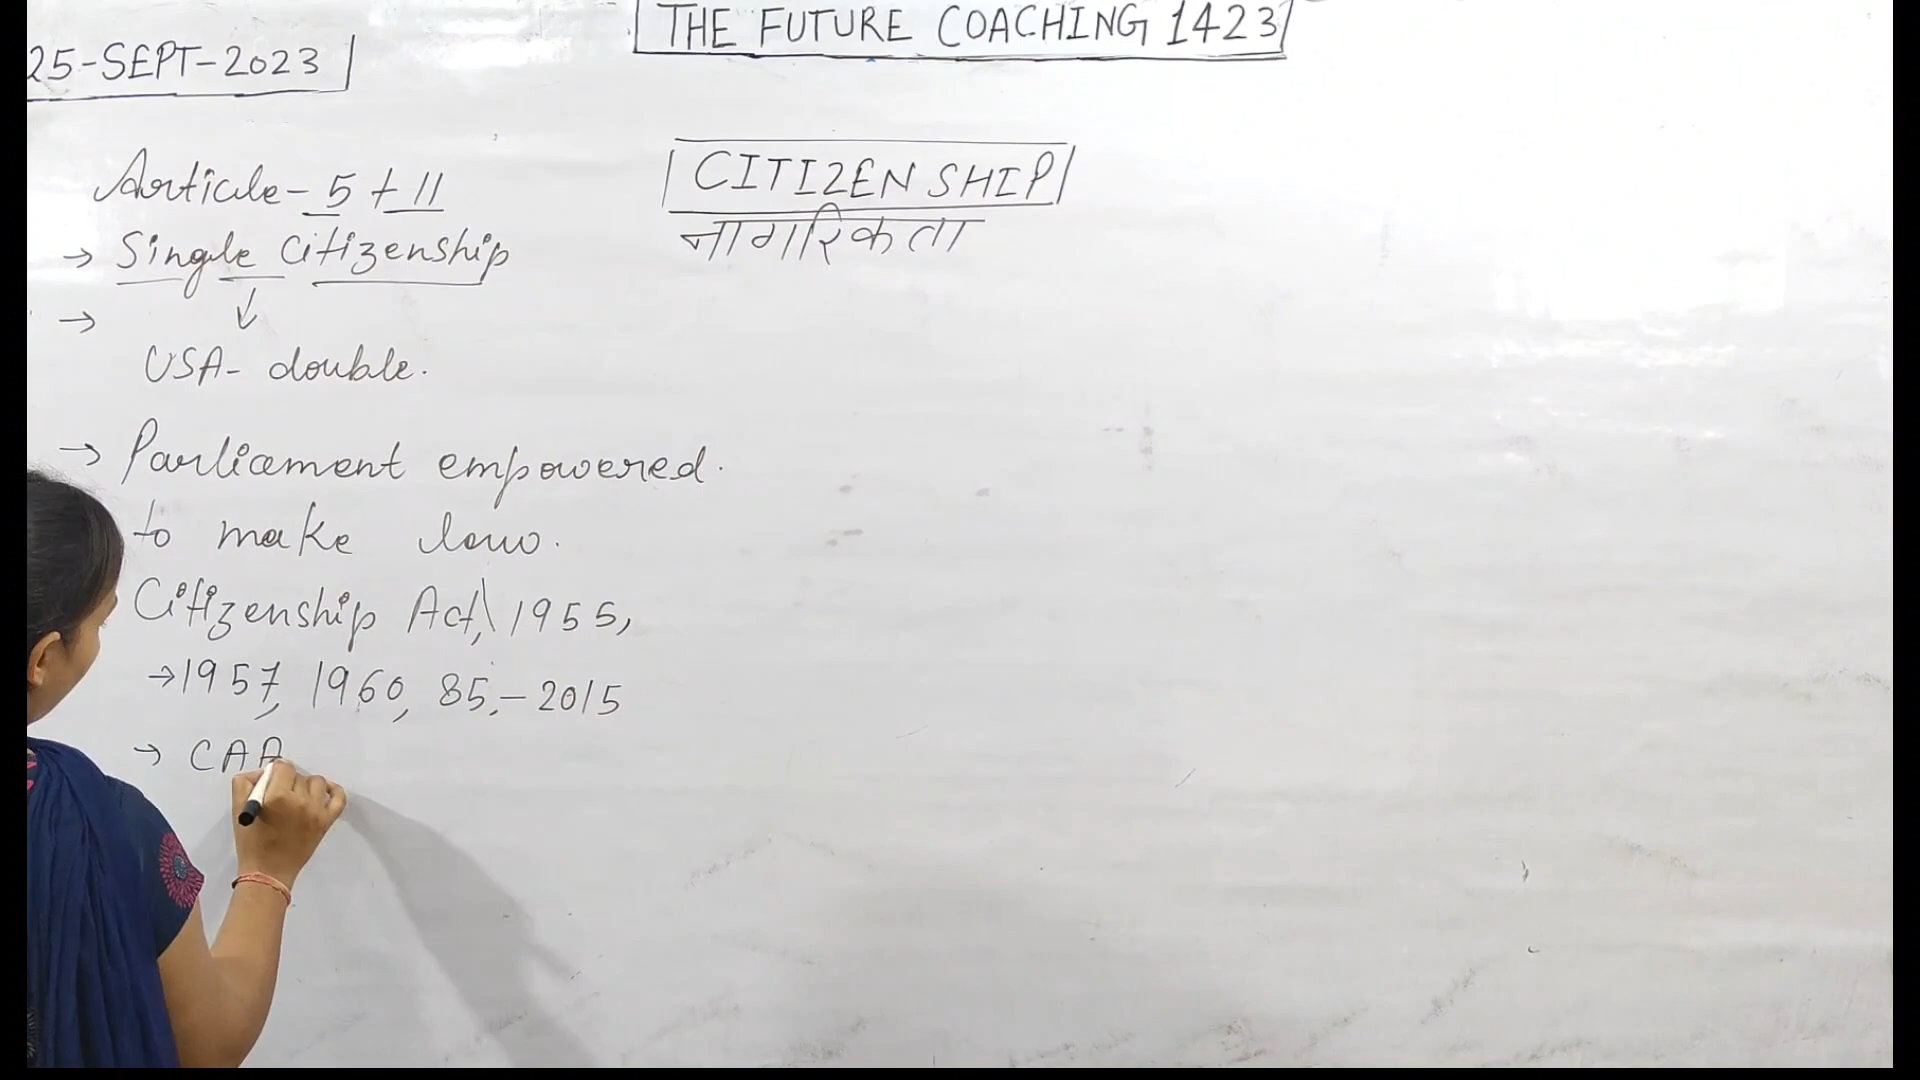 THE FUTURE COACHING 1423
25-SEPT-2023
CITIZENSHIP
नागरिकता
Article - 5 + 11
→ Single Citizenship
↓
→
USA - double.
→ Parliament empowered.
to make law.
Citizenship Act, 1955,
→ 1957, 1960, 85, - 2015
→ CAA